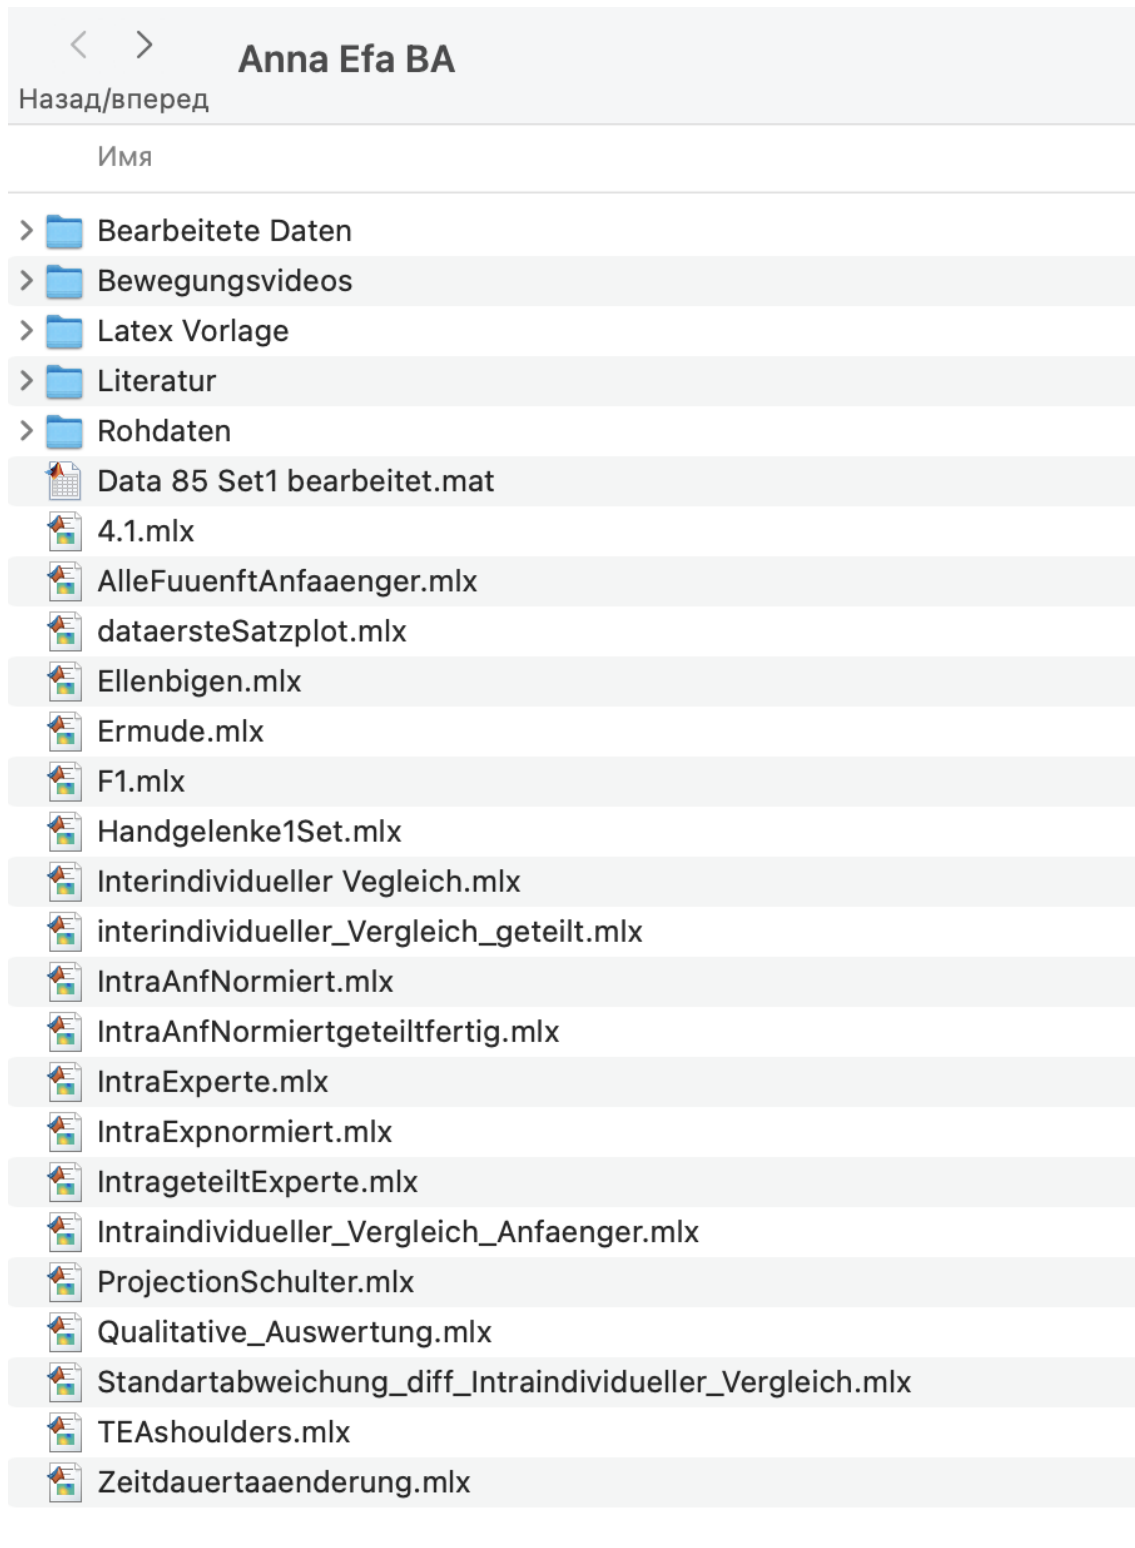 Anna Efa BA
Назад/вперед
Имя
Bearbeitete Daten
Bewegungsvideos
Latex Vorlage
Literatur
Rohdaten
Data 85 Set1 bearbeitet.mat
4.1.mlx
AlleFuuenftAnfaaenger.mlx
dataersteSatzplot.mlx
Ellenbigen.mlx
Ermude.mlx
F1.mlx
Handgelenke1Set.mlx
Interindividueller Vegleich.mlx
interindividueller_Vergleich_geteilt.mlx
IntraAnfNormiert.mlx
IntraAnfNormiertgeteiltfertig.mlx
IntraExperte.mlx
IntraExpnormiert.mlx
IntrageteiltExperte.mlx
Intraindividueller_Vergleich_Anfaenger.mlx
ProjectionSchulter.mlx
Qualitative_Auswertung.mlx
Standartabweichung_diff_Intraindividueller_Vergleich.mlx
TEAshoulders.mlx
Zeitdauertaaenderung.mlx